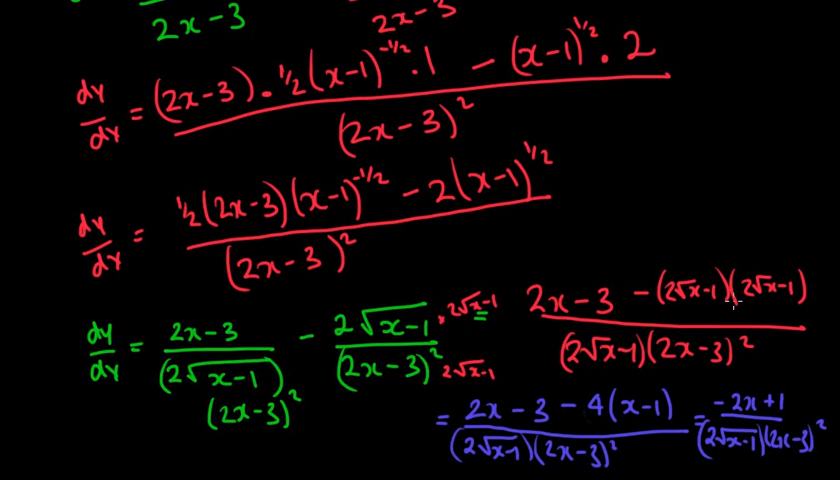 2x-3 2x-3
dy/dx = ((2x-3).½(x-1)^-1/2.1 - (x-1)^1/2.2)/(2x-3)²
dy/dx = (½(2x-3)(x-1)^-1/2 - 2(x-1)^1/2)/(2x-3)²
dy/dx = (2x-3)/((2√x-1)(2x-3)²) - (2√x-1)/(2x-3)² × (2√x-1)/(2√x-1) = (2x-3 - (2√x-1)(2√x-1))/((2√x-1)(2x-3)²)
= (2x-3-4(x-1))/((2√x-1)(2x-3)²) = (-2x+1)/((2√x-1)(2x-3)²)